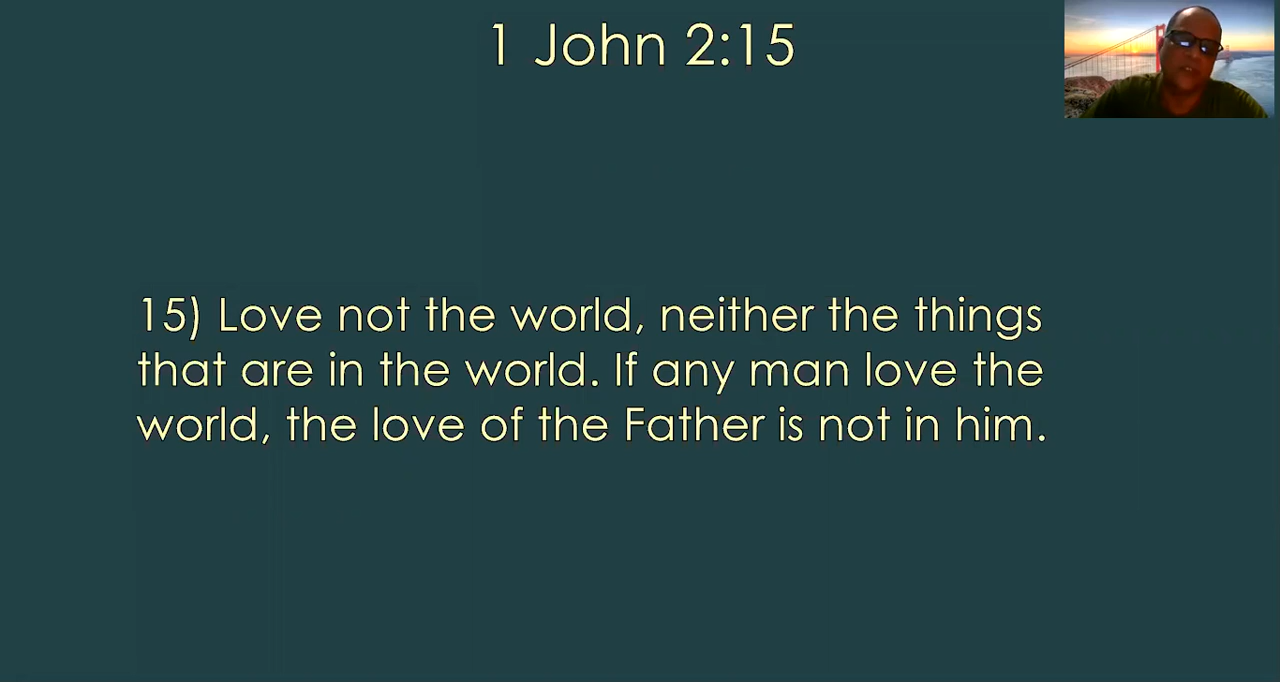 1 John 2:15
15) Love not the world, neither the things
that are in the world. If any man love the
world, the love of the Father is not in him.